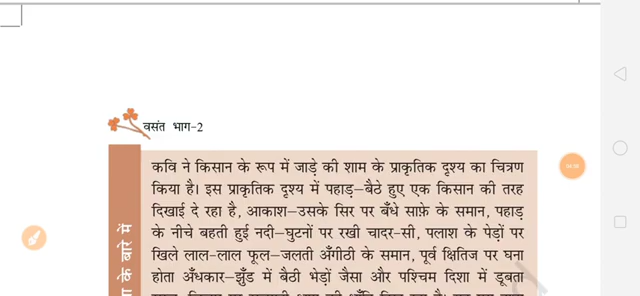 वसंत भाग-2
कवि ने किसान के रूप में जाड़े की शाम के प्राकृतिक दृश्य का चित्रण
किया है। इस प्राकृतिक दृश्य में पहाड़–बैठे हुए एक किसान की तरह
दिखाई दे रहा है, आकाश–उसके सिर पर बँधे साफ़े के समान, पहाड़
के नीचे बहती हुई नदी–घुटनों पर रखी चादर-सी, पलाश के पेड़ों पर
खिले लाल-लाल फूल–जलती अँगीठी के समान, पूर्व क्षितिज पर घना
होता अंधकार–झुंड में बैठी भेड़ों जैसा और पश्चिम दिशा में डूबता
के बारे में